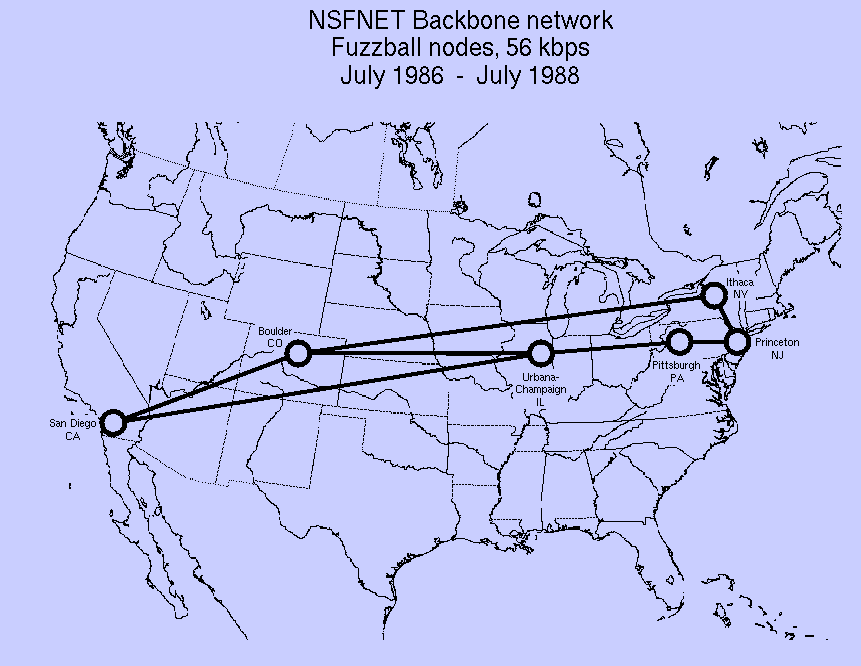 NSFNET Backbone network
Fuzzball nodes, 56 kbps
July 1986 - July 1988
Ithaca
NY
Boulder
CO
Princeton
NJ
Pittsburgh
PA
Urbana-
Champaign
IL
San Diego
CA